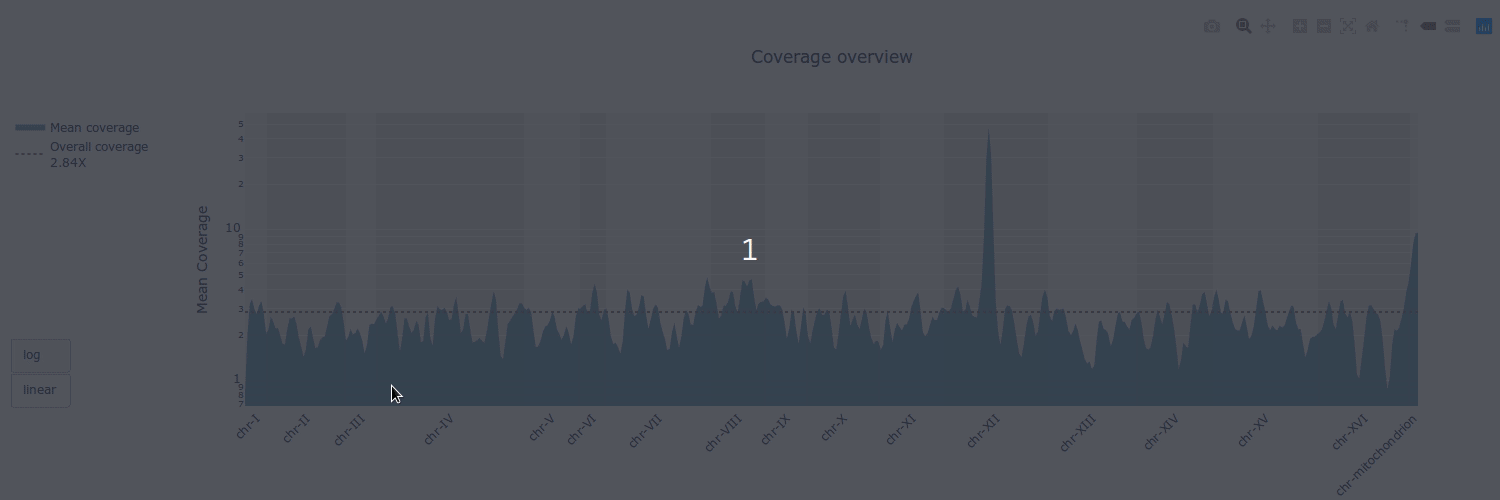 Coverage overview
Mean coverage
Overall coverage
2.84X
Mean Coverage
5
4
3
2
10
9
8
7
6
5
4
3
2
1
9
8
7
1
log
linear
chr-I
chr-II
chr-III
chr-IV
chr-V
chr-VI
chr-VII
chr-VIII
chr-IX
chr-X
chr-XI
chr-XII
chr-XIII
chr-XIV
chr-XV
chr-XVI
chr-mitochondrion